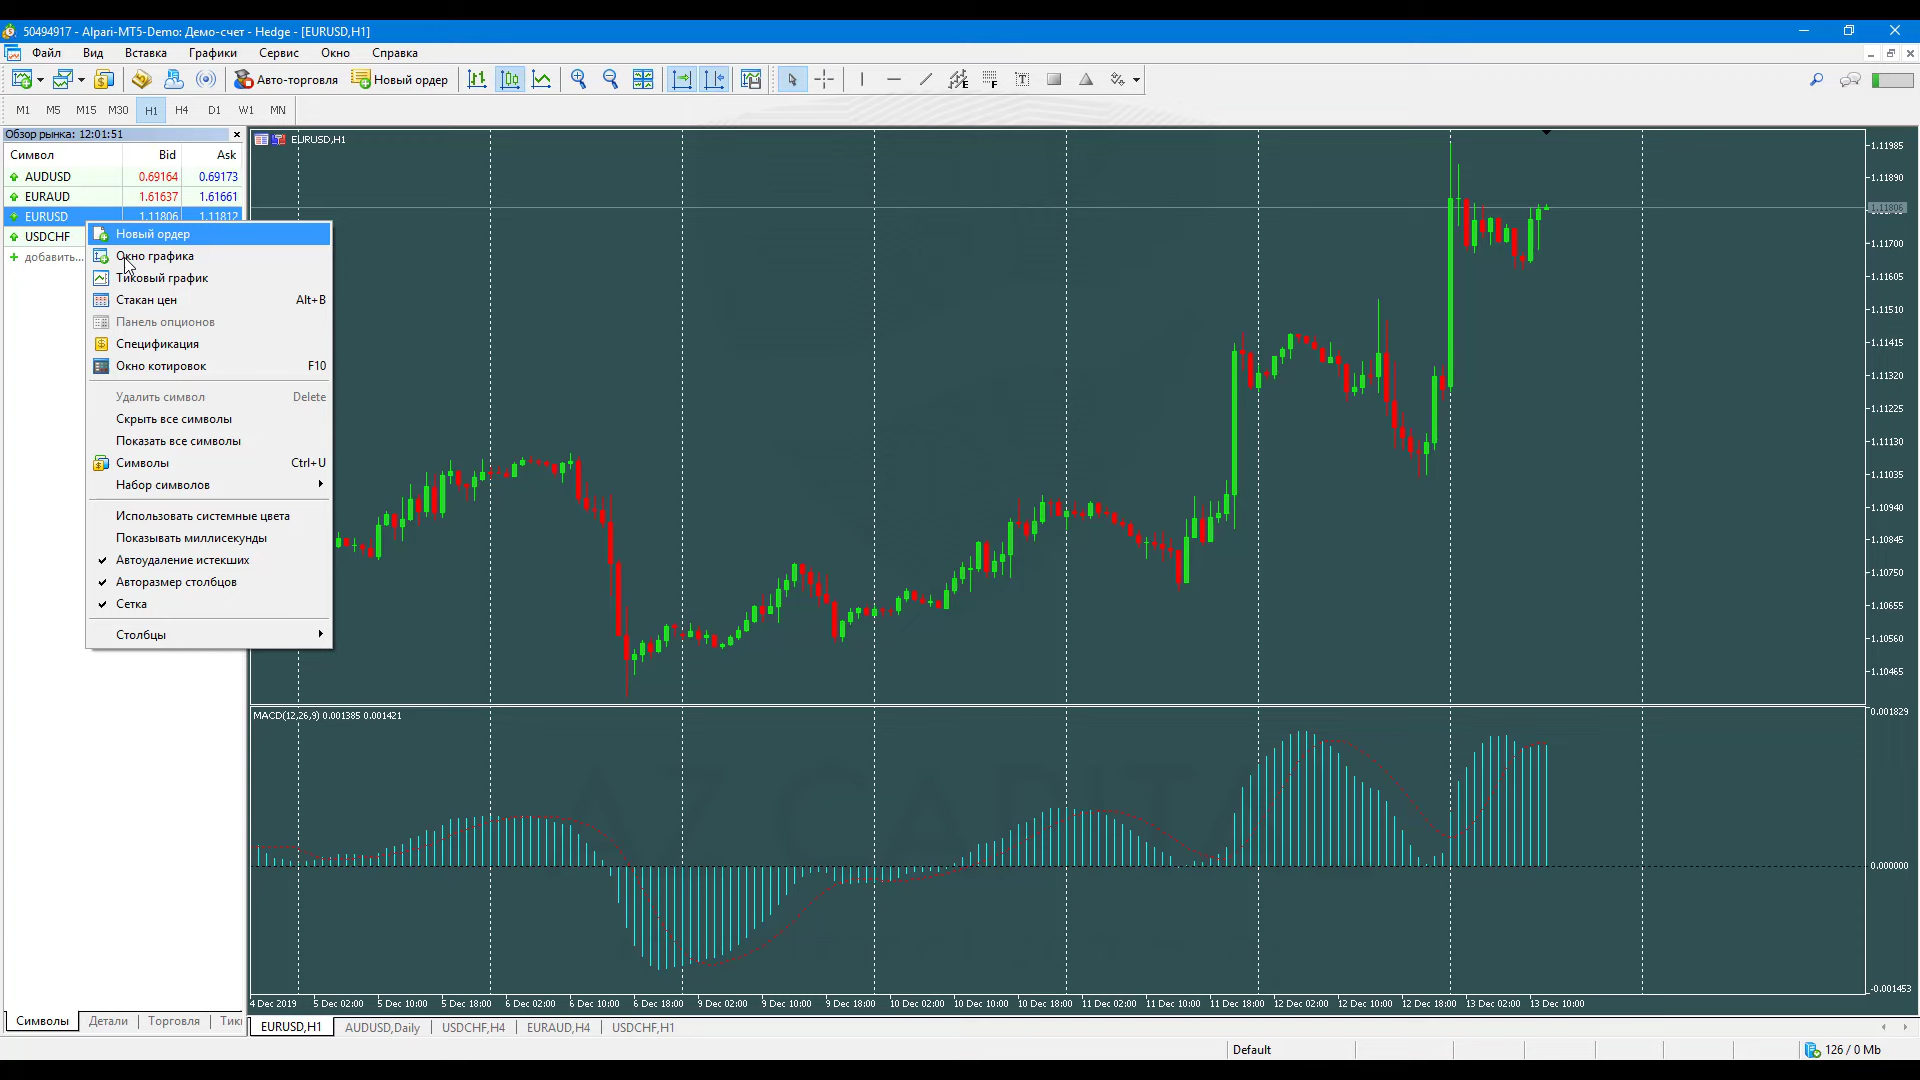 50494917 - Alpari-MT5-Demo: Демо-счет - Hedge - [EURUSD,H1]
Файл Вид Вставка Графики Сервис Окно Справка
Авто-торговля Новый ордер
M1 M5 M15 M30 H1 H4 D1 W1 MN
Обзор рынка: 12:01:51
Символ Bid Ask
AUDUSD 0.69164 0.69173
EURAUD 1.61637 1.61661
EURUSD 1.11806 1.11812
USDCHF
добавить...
Новый ордер
Окно графика
Тиковый график
Стакан цен Alt+B
Панель опционов
Спецификация
Окно котировок F10
Удалить символ Delete
Скрыть все символы
Показать все символы
Символы Ctrl+U
Набор символов
Использовать системные цвета
Показывать миллисекунды
Автоудаление истекших
Авторазмер столбцов
Сетка
Столбцы
EURUSD,H1
1.11985
1.11890
1.11806
1.11700
1.11605
1.11510
1.11415
1.11320
1.11225
1.11130
1.11035
1.10940
1.10845
1.10750
1.10655
1.10560
1.10465
MACD(12,26,9) 0.001385 0.001421
0.001829
0.000000
-0.001453
4 Dec 2019 5 Dec 02:00 5 Dec 10:00 5 Dec 18:00 6 Dec 02:00 6 Dec 10:00 6 Dec 18:00 9 Dec 02:00 9 Dec 10:00 9 Dec 18:00 10 Dec 02:00 10 Dec 10:00 10 Dec 18:00 11 Dec 02:00 11 Dec 10:00 11 Dec 18:00 12 Dec 02:00 12 Dec 10:00 12 Dec 18:00 13 Dec 02:00 13 Dec 10:00
Символы Детали Торговля Тики
EURUSD,H1 AUDUSD,Daily USDCHF,H4 EURAUD,H4 USDCHF,H1
Default 126 / 0 Mb